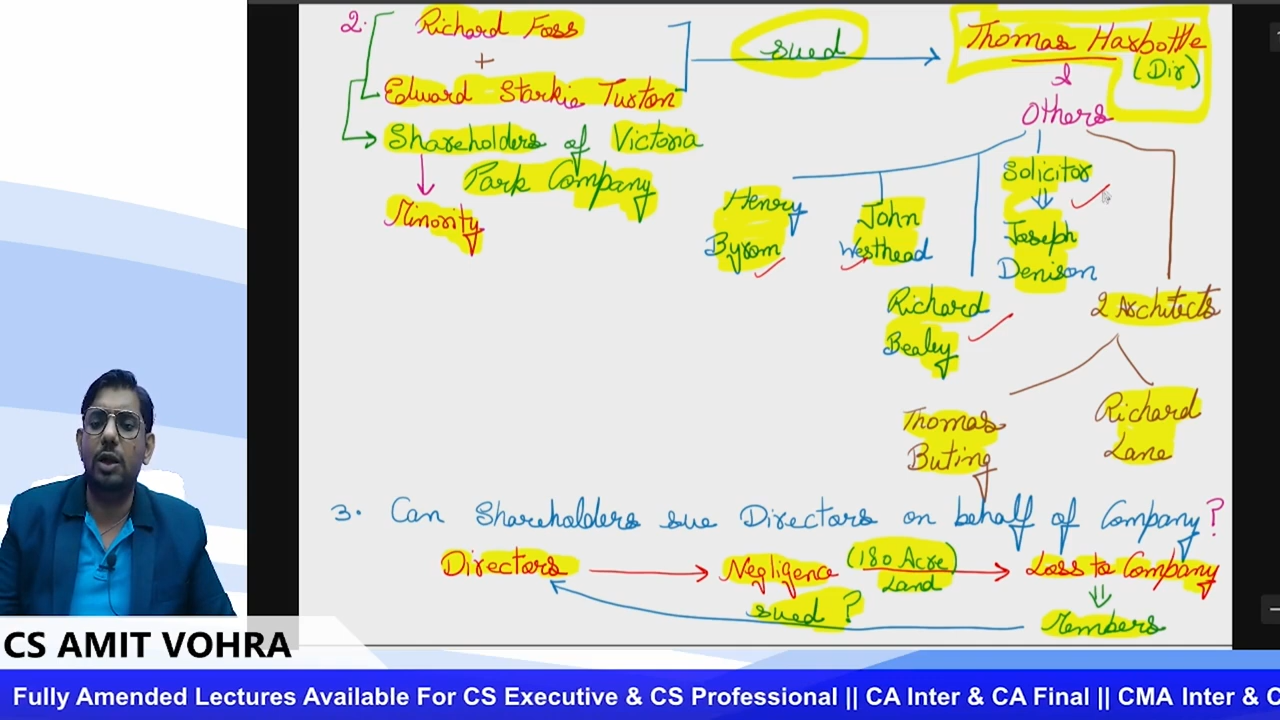 2. Richard Foss
+
Edward Starkie Turton
sued
Thomas Harbottle
(Dir)
&
Others
Shareholders of Victoria
Park Company
Minority
Henry
Byrom
John
Westhead
Richard
Bealey
Solicitor
Joseph
Denison
2 Architects
Thomas
Buting
Richard
Lane
3. Can Shareholders sue Directors on behalf of Company?
Directors
Negligence
(180 Acre)
Land
Loss to Company
sued ?
Members
CS AMIT VOHRA
Fully Amended Lectures Available For CS Executive & CS Professional || CA Inter & CA Final || CMA Inter & C